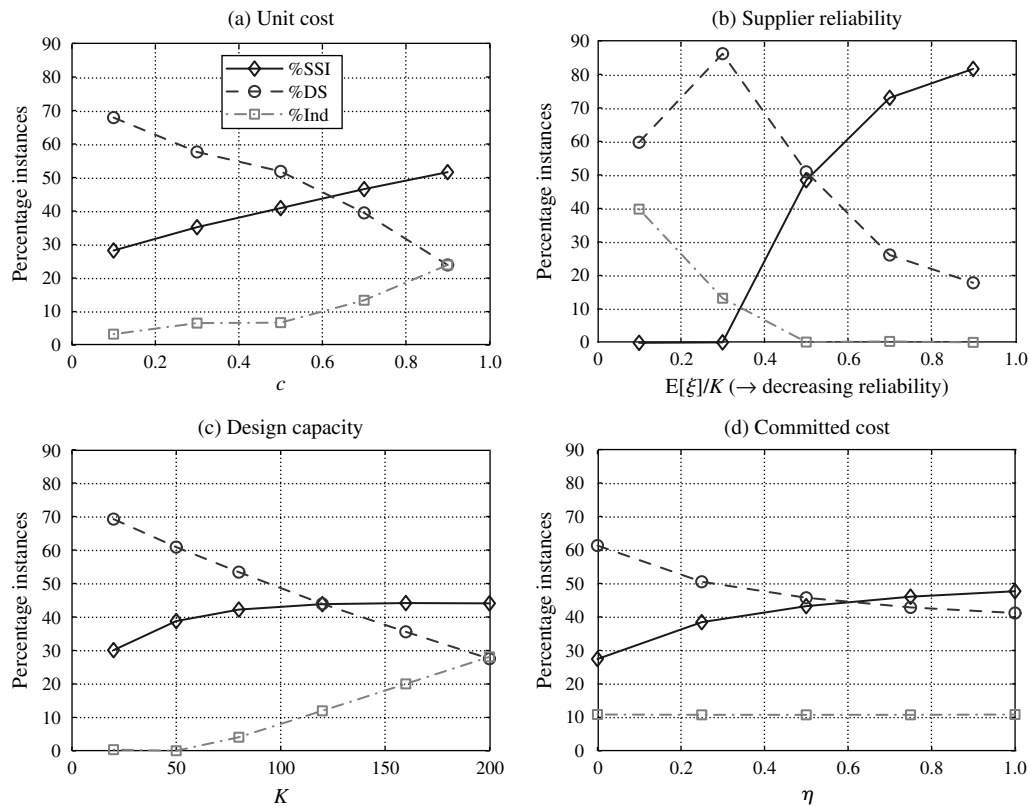 (a) Unit cost
90
80
70
60
50
40
30
20
10
0
Percentage instances
%SSI
%DS
%Ind
0 0.2 0.4 0.6 0.8 1.0
c
(b) Supplier reliability
90
80
70
60
50
40
30
20
10
0
Percentage instances
0 0.2 0.4 0.6 0.8 1.0
E[ξ]/K (→ decreasing reliability)
(c) Design capacity
90
80
70
60
50
40
30
20
10
0
Percentage instances
0 50 100 150 200
K
(d) Committed cost
90
80
70
60
50
40
30
20
10
0
Percentage instances
0 0.2 0.4 0.6 0.8 1.0
η